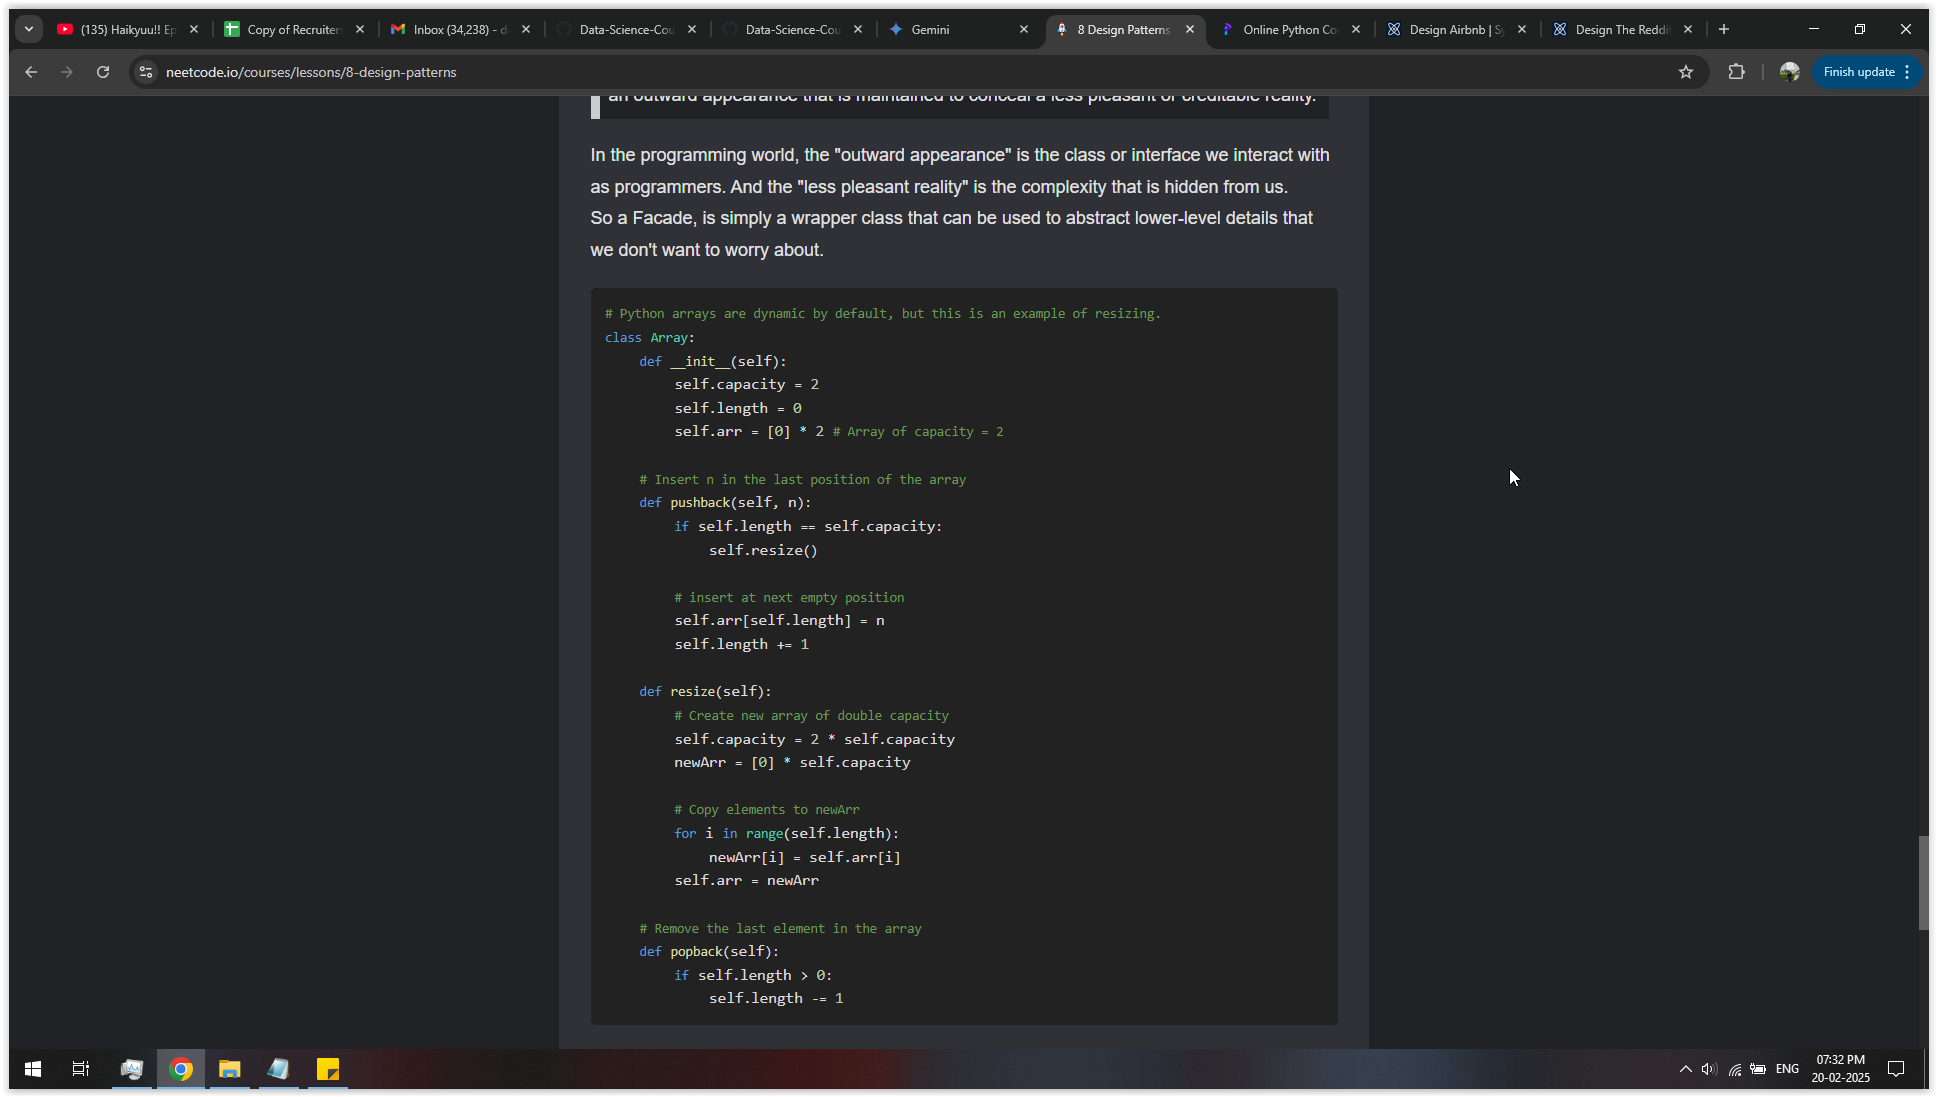 (135) Haikyuu!! Ep
Copy of Recruiters
Inbox (34,238) - d
Data-Science-Cou
Data-Science-Cou
Gemini
8 Design Patterns
Online Python Co
Design Airbnb | Sy
Design The Reddit
neetcode.io/courses/lessons/8-design-patterns
Finish update
an outward appearance that is maintained to conceal a less pleasant or creditable reality.
In the programming world, the "outward appearance" is the class or interface we interact with
as programmers. And the "less pleasant reality" is the complexity that is hidden from us.
So a Facade, is simply a wrapper class that can be used to abstract lower-level details that
we don't want to worry about.
# Python arrays are dynamic by default, but this is an example of resizing.
class Array:
    def __init__(self):
        self.capacity = 2
        self.length = 0
        self.arr = [0] * 2 # Array of capacity = 2
    # Insert n in the last position of the array
    def pushback(self, n):
        if self.length == self.capacity:
            self.resize()
        # insert at next empty position
        self.arr[self.length] = n
        self.length += 1
    def resize(self):
        # Create new array of double capacity
        self.capacity = 2 * self.capacity
        newArr = [0] * self.capacity
        # Copy elements to newArr
        for i in range(self.length):
            newArr[i] = self.arr[i]
        self.arr = newArr
    # Remove the last element in the array
    def popback(self):
        if self.length > 0:
            self.length -= 1
ENG
07:32 PM
20-02-2025